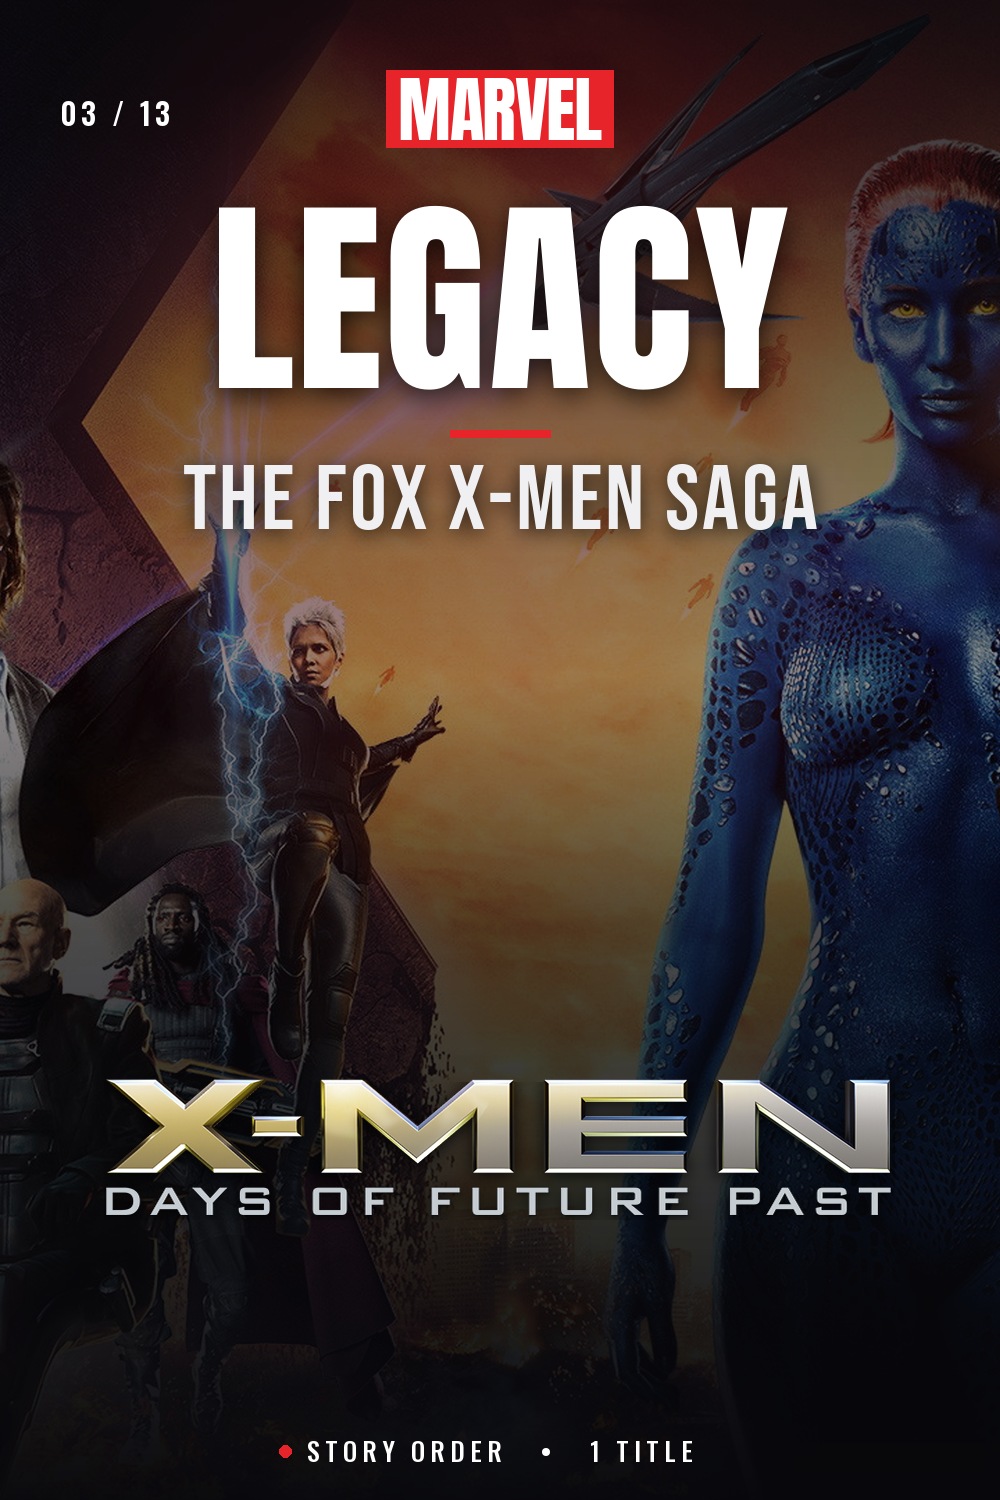 03 / 13
MARVEL
LEGACY
THE FOX X-MEN SAGA
X-MEN
DAYS OF FUTURE PAST
STORY ORDER • 1 TITLE